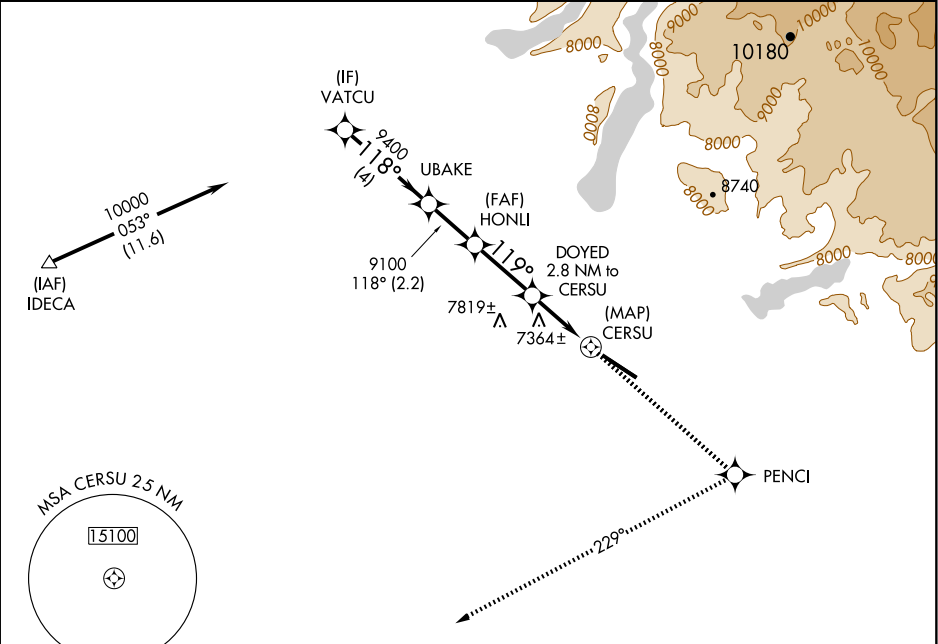 8000
9000
10000
10180
10000
8000
9000
8000
8000
8740
8000
8000
8000
(IF)
VATCU
9400
118°
(4)
UBAKE
(FAF)
HONLI
119°
9100
118° (2.2)
DOYED
2.8 NM to
CERSU
7819±
7364±
(MAP)
CERSU
10000
053°
(11.6)
(IAF)
IDECA
PENCI
229°
MSA CERSU 25 NM
15100